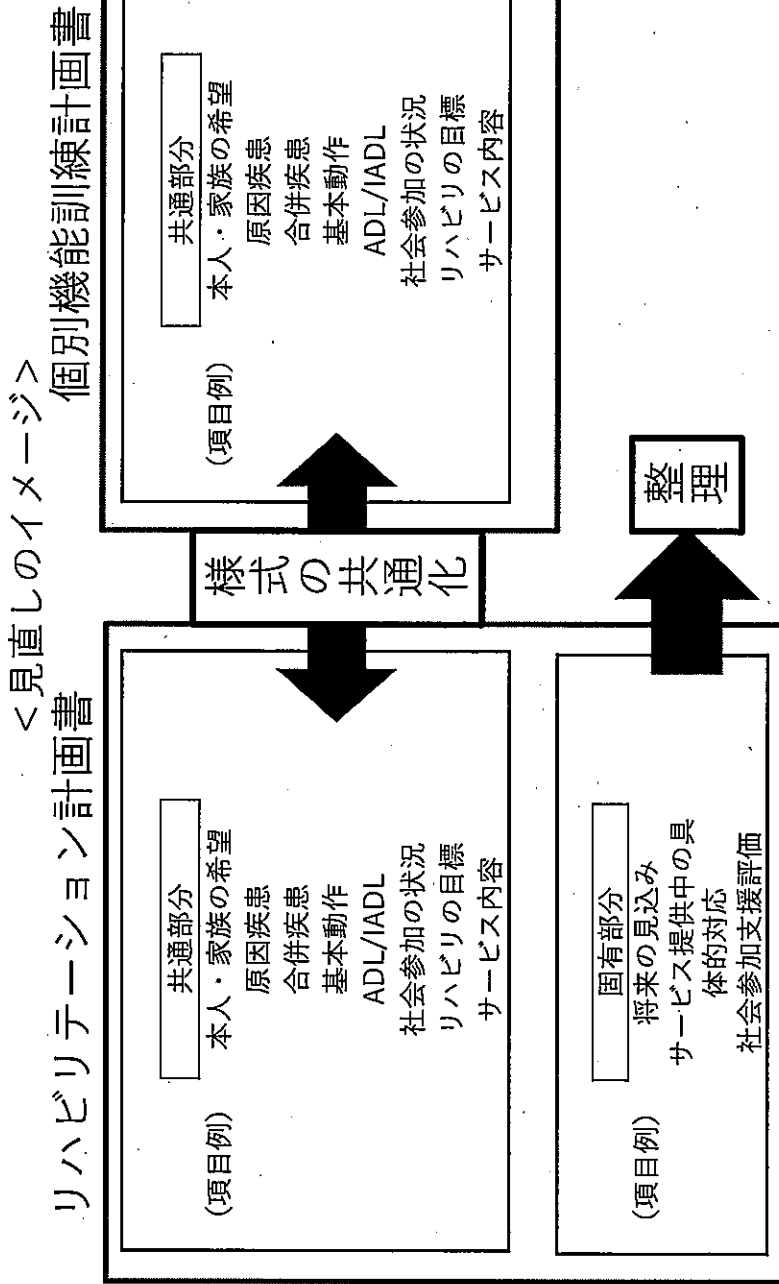 <見直しのイメージ>
リハビリテーション計画書
共通部分
(項目例)
本人・家族の希望
原因疾患
合併疾患
基本動作
ADL/IADL
社会参加の状況
リハビリの目標
サービス内容
固有部分
(項目例)
将来の見込み
サービス提供中の具
体的対応
社会参加支援評価
様式の共通化
個別機能訓練計画書
共通部分
(項目例)
本人・家族の希望
原因疾患
合併疾患
基本動作
ADL/IADL
社会参加の状況
リハビリの目標
サービス内容
整
理